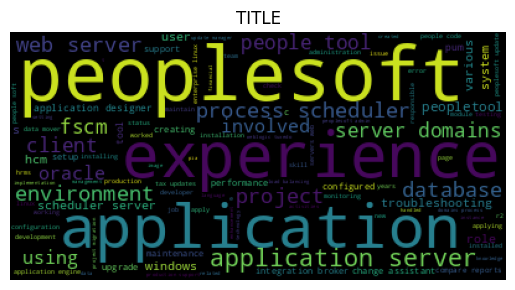 TITLE
user
people code
web server
support
people tool
pum
various
system
peoplesoft
enterprise linux
administration
issue
application designer
process scheduler
error
responsible
fscm
involved
peopletool
data mover
creating
module
client
tool
installation
server domains
experience
hcm
setup
installing
oracle
status
worked
page
environment
project
database
hrms
tax updates
performance
configured
years
troubleshooting
scheduler server
production
developer
monitoring
application
job
apply
new
r2
configuration
role
applying
development
using
application server
maintenance
installed
upgrade
windows
integration broker
change assistant
knowledge
application engine
compare reports